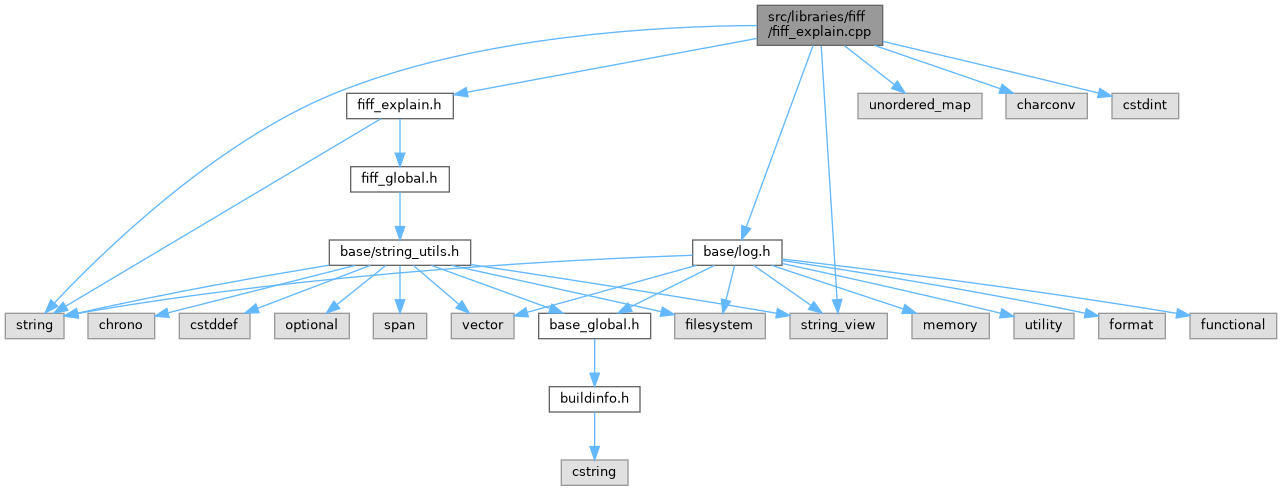 src/libraries/fiff
/fiff_explain.cpp
fiff_explain.h
unordered_map
charconv
cstdint
fiff_global.h
base/string_utils.h
base/log.h
string
chrono
cstddef
optional
span
vector
base_global.h
filesystem
string_view
memory
utility
format
functional
buildinfo.h
cstring